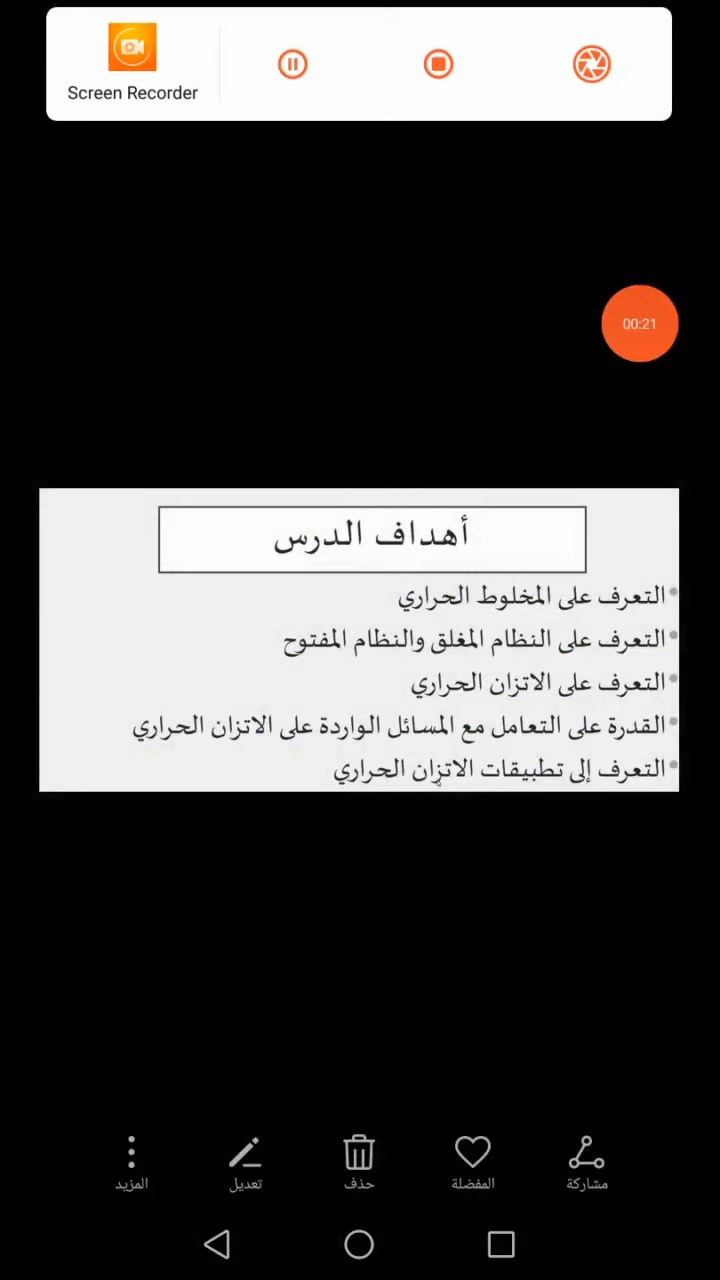 Screen Recorder
00:21
أهداف الدرس
التعرف على المخلوط الحراري
التعرف على النظام المغلق والنظام المفتوح
التعرف على الاتزان الحراري
القدرة على التعامل مع المسائل الواردة على الاتزان الحراري
التعرف إلى تطبيقات الاتزان الحراري
مشاركة
المفضلة
حذف
تعديل
المزيد